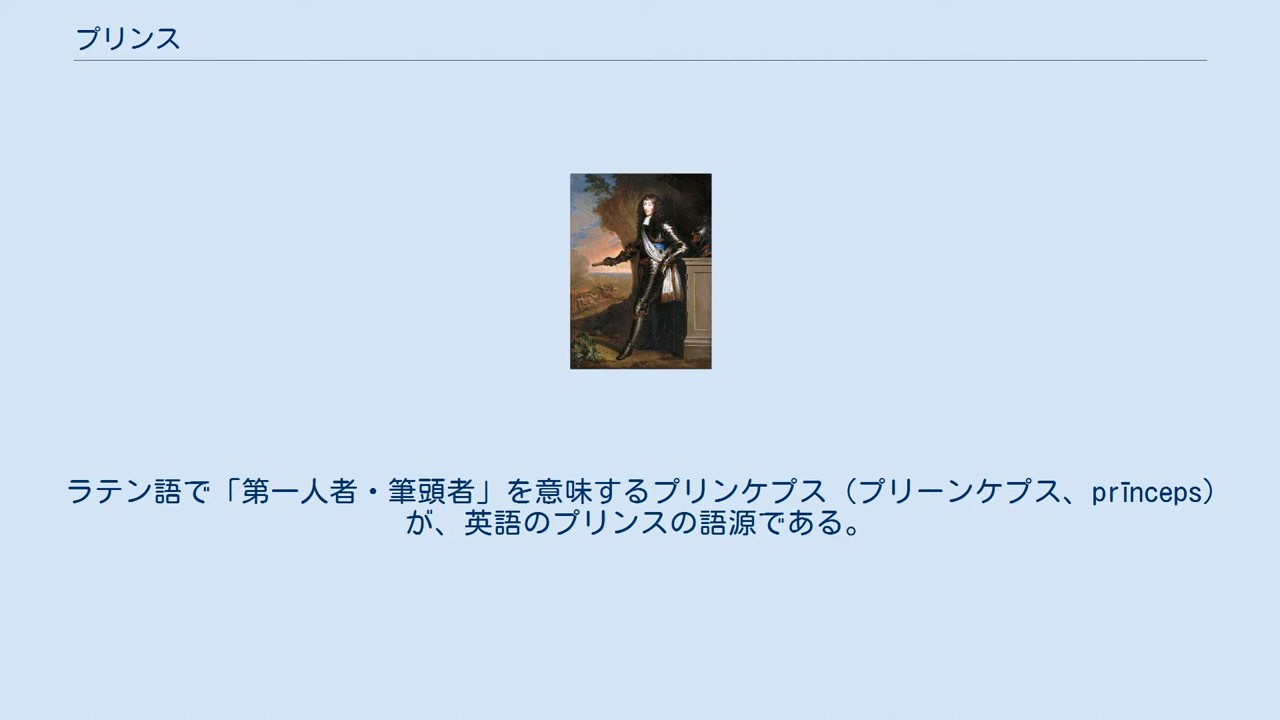 プリンス
ラテン語で「第一人者・筆頭者」を意味するプリンケプス（プリーンケプス、prīnceps）
が、英語のプリンスの語源である。